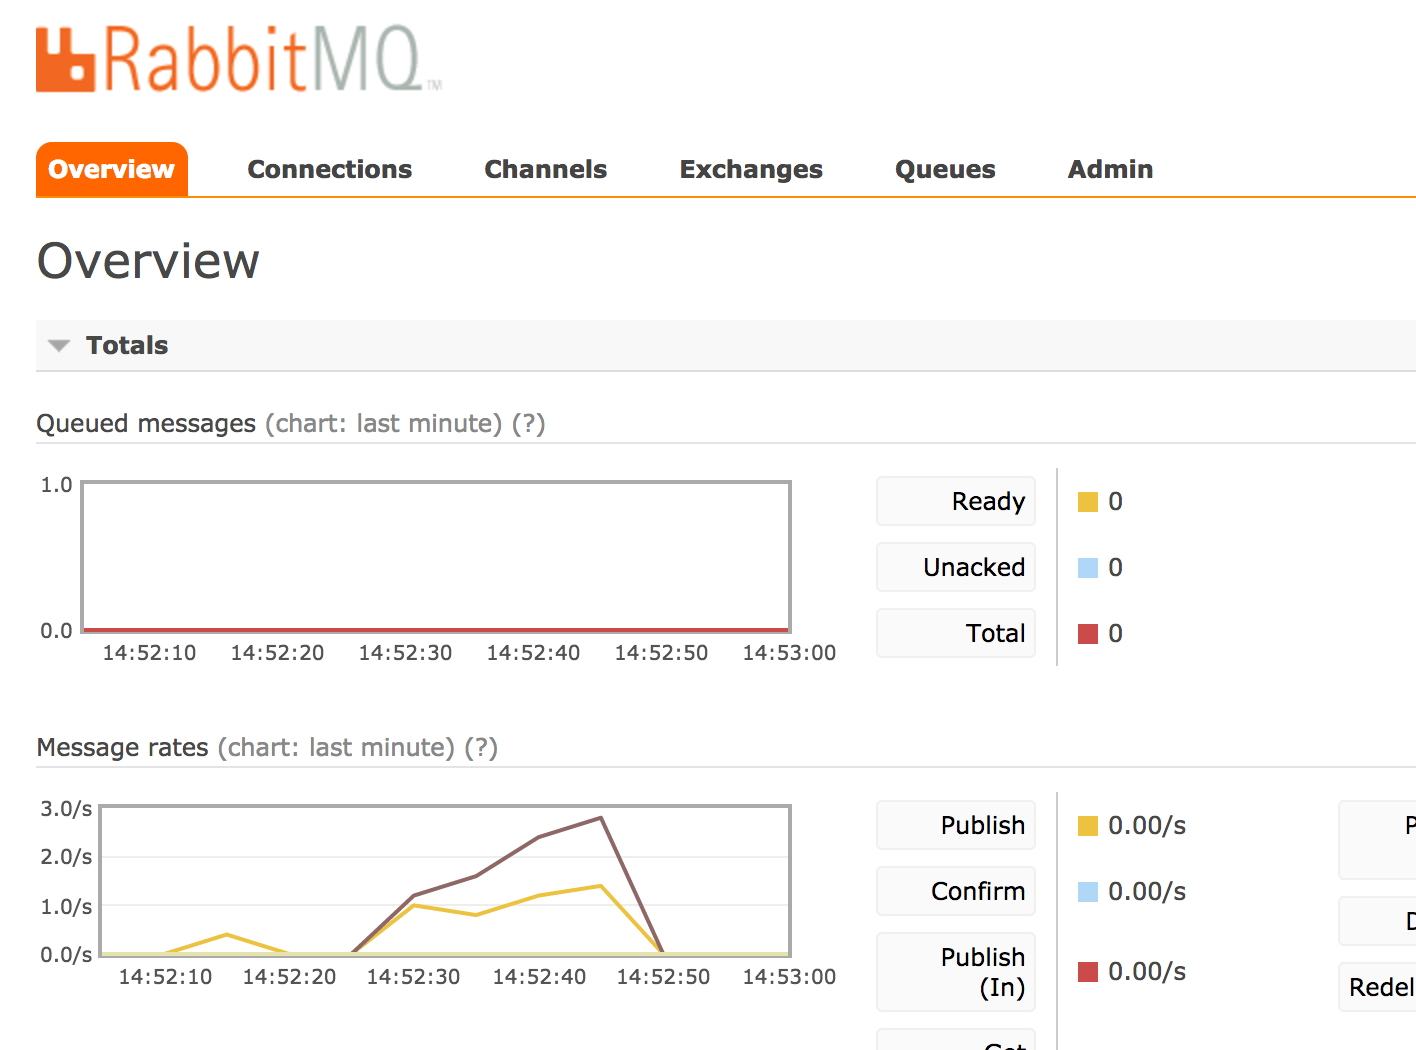 RabbitMQ™
Overview Connections Channels Exchanges Queues Admin
Overview
Totals
Queued messages (chart: last minute) (?)
1.0
0.0
14:52:10 14:52:20 14:52:30 14:52:40 14:52:50 14:53:00
Ready 0
Unacked 0
Total 0
Message rates (chart: last minute) (?)
3.0/s
2.0/s
1.0/s
0.0/s
14:52:10 14:52:20 14:52:30 14:52:40 14:52:50 14:53:00
Publish 0.00/s
Confirm 0.00/s
Publish
(In) 0.00/s
P
D
Redel